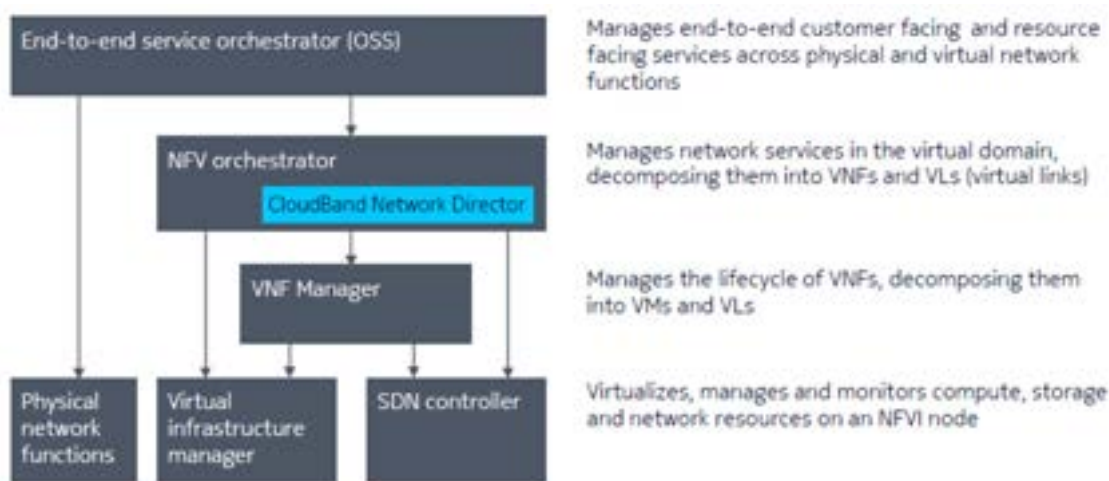 End-to-end service orchestrator (OSS)
Manages end-to-end customer facing and resource
facing services across physical and virtual network
functions
NFV orchestrator
CloudBand Network Director
Manages network services in the virtual domain,
decomposing them into VNFs and VLs (virtual links)
VNF Manager
Manages the lifecycle of VNFs, decomposing them
into VMs and VLs
Physical
network
functions
Virtual
infrastructure
manager
SDN controller
Virtualizes, manages and monitors compute, storage
and network resources on an NFVI node